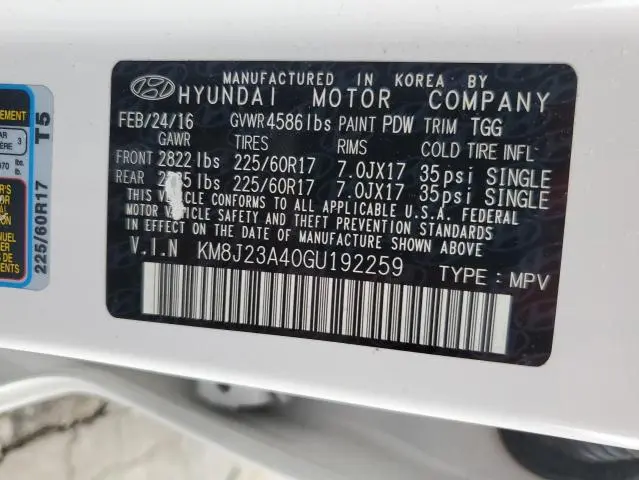 MANUFACTURED IN KOREA BY
HYUNDAI MOTOR COMPANY
FEB/24/16 GVWR 4586lbs PAINT PDW TRIM TGG
GAWR TIRES RIMS COLD TIRE INFL
FRONT 2822lbs 225/60R17 7.0JX17 35psi SINGLE
REAR lbs 225/60R17 7.0JX17 35psi SINGLE
THIS VEHICLE CONFORMS TO ALL APPLICABLE U.S.A. FEDERAL
MOTOR VEHICLE SAFETY AND THEFT PREVENTION STANDARDS
IN EFFECT ON THE DATE OF MANUFACTURE SHOWN ABOVE.
V.I.N KM8J23A40GU192259 TYPE : MPV
225/60R17 T5